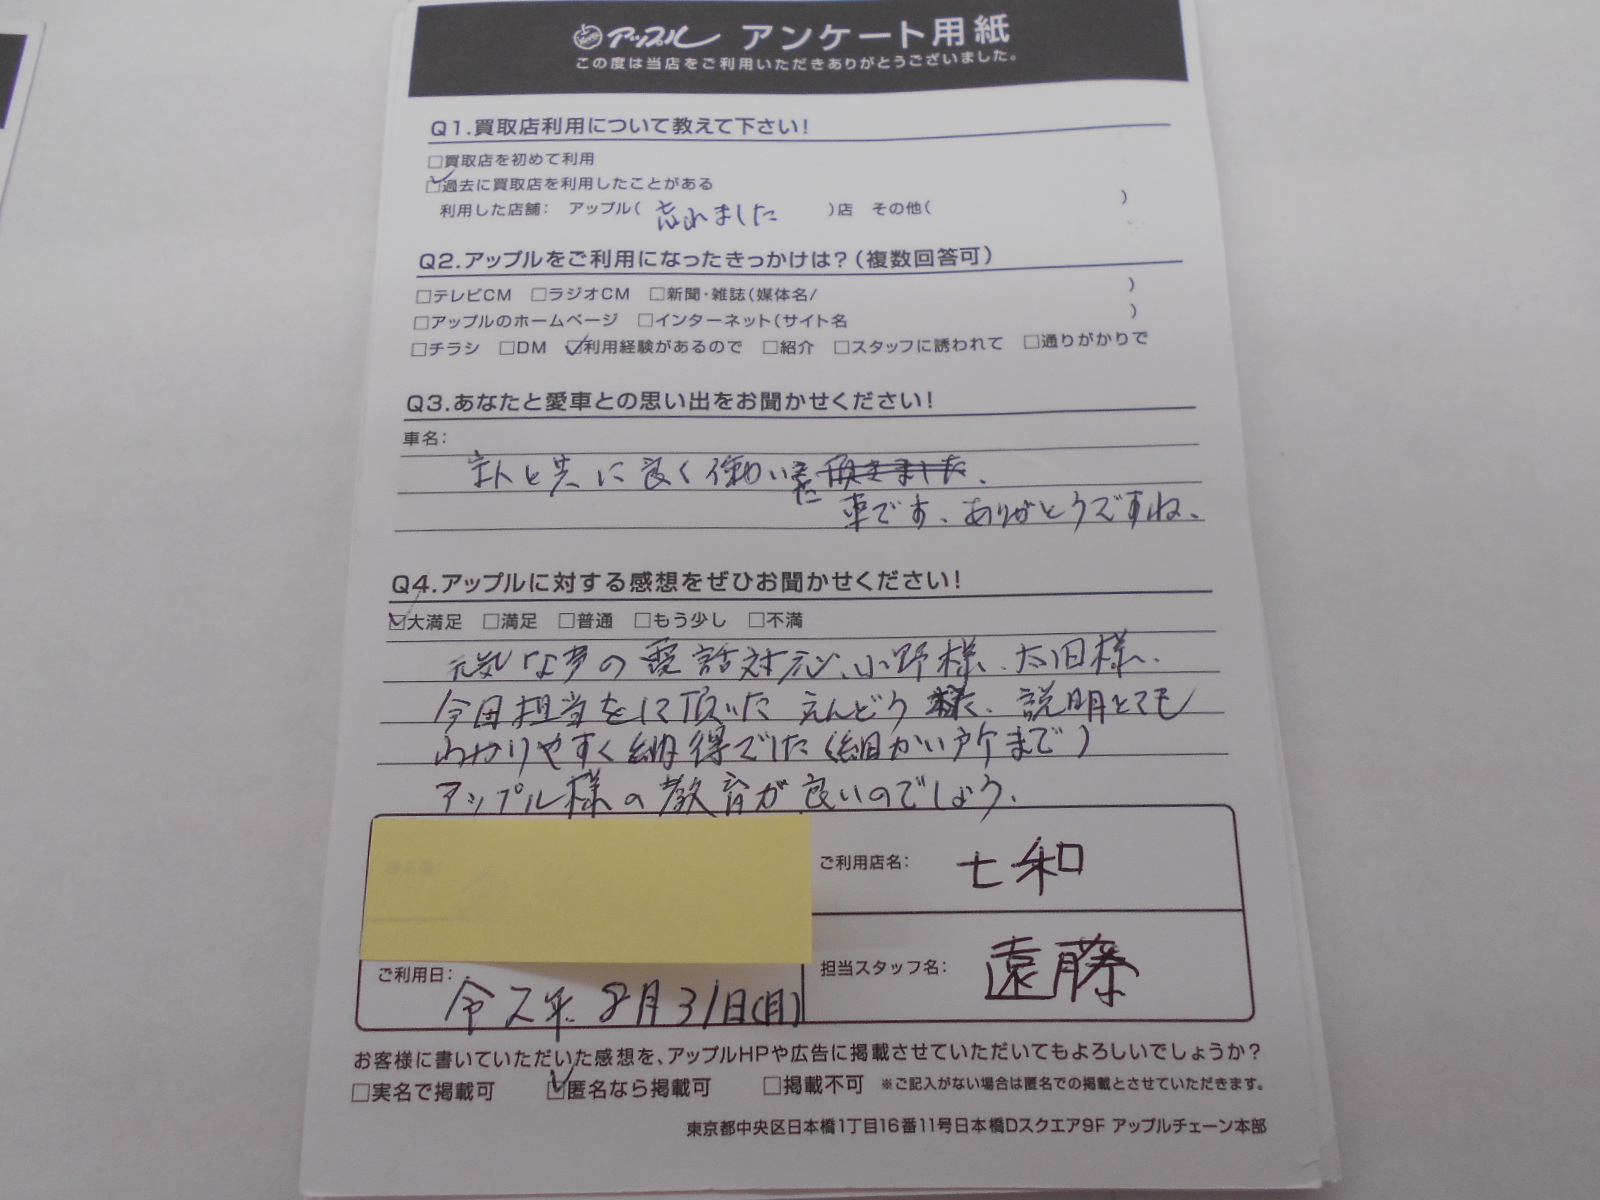 アップル アンケート用紙
この度は当店をご利用いただきありがとうございました。
Q1.買取店利用について教えて下さい!
□買取店を初めて利用
☑過去に買取店を利用したことがある
利用した店舗: アップル( 忘れました )店 その他( )
Q2.アップルをご利用になったきっかけは?(複数回答可)
□テレビCM □ラジオCM □新聞・雑誌(媒体名/ )
□アップルのホームページ □インターネット(サイト名 )
□チラシ □DM ☑利用経験があるので □紹介 □スタッフに誘われて □通りがかりで
Q3.あなたと愛車との思い出をお聞かせください!
車名:
主人と共に良く働いた
車です、ありがとうですね、
Q4.アップルに対する感想をぜひお聞かせください!
☑大満足 □満足 □普通 □もう少し □不満
元気な声の電話対応、小野様、太田様、
今回担当をして頂いたえんどう様、説明とても
わかりやすく納得でした(細かい所まで)
アップル様の教育が良いのでしょう.
ご利用店名: 七和
ご利用日: 令2年 8月31日(月)
担当スタッフ名: 遠藤
お客様に書いていただいた感想を、アップルHPや広告に掲載させていただいてもよろしいでしょうか?
□実名で掲載可 ☑匿名なら掲載可 □掲載不可 ※ご記入がない場合は匿名での掲載とさせていただきます。
東京都中央区日本橋1丁目16番11号日本橋Dスクエア9F アップルチェーン本部